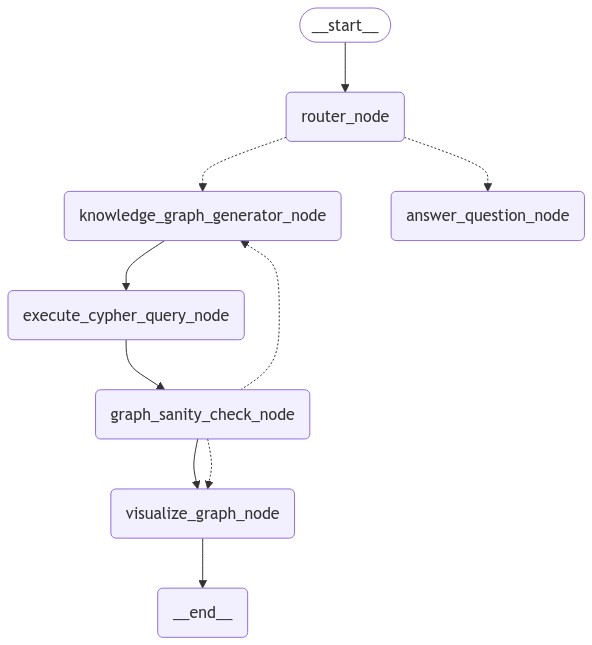 __start__
router_node
knowledge_graph_generator_node
answer_question_node
execute_cypher_query_node
graph_sanity_check_node
visualize_graph_node
__end__